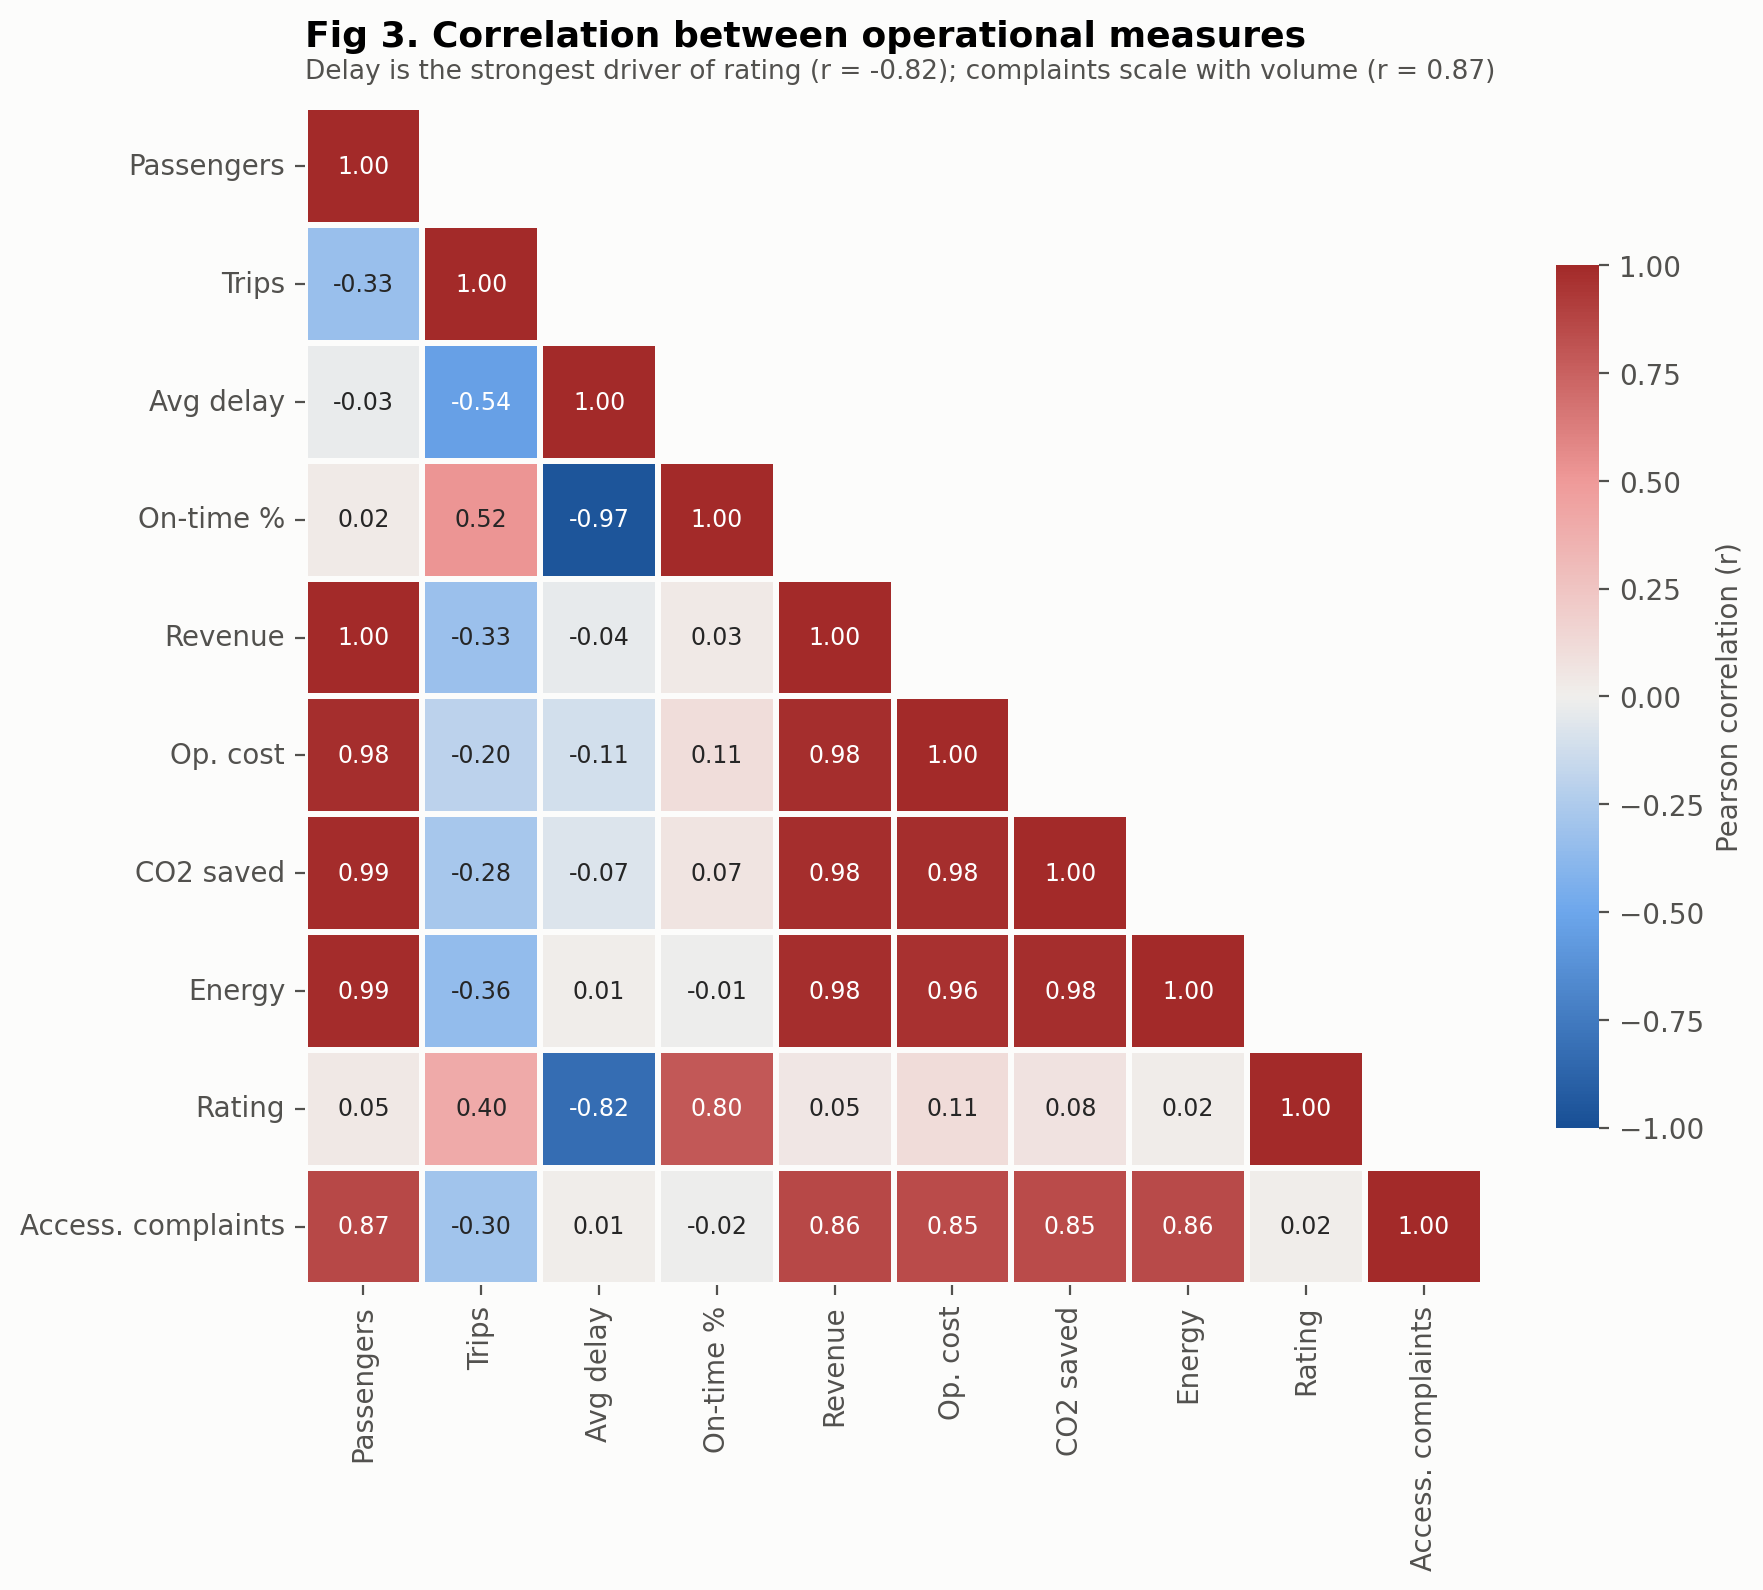 Fig 3. Correlation between operational measures
Delay is the strongest driver of rating (r = -0.82); complaints scale with volume (r = 0.87)
Passengers 1.00
Trips -0.33 1.00
Avg delay -0.03 -0.54 1.00
On-time % 0.02 0.52 -0.97 1.00
Revenue 1.00 -0.33 -0.04 0.03 1.00
Op. cost 0.98 -0.20 -0.11 0.11 0.98 1.00
CO2 saved 0.99 -0.28 -0.07 0.07 0.98 0.98 1.00
Energy 0.99 -0.36 0.01 -0.01 0.98 0.96 0.98 1.00
Rating 0.05 0.40 -0.82 0.80 0.05 0.11 0.08 0.02 1.00
Access. complaints 0.87 -0.30 0.01 -0.02 0.86 0.85 0.85 0.86 0.02 1.00
Passengers
Trips
Avg delay
On-time %
Revenue
Op. cost
CO2 saved
Energy
Rating
Access. complaints
1.00
0.75
0.50
0.25
0.00
−0.25
−0.50
−0.75
−1.00
Pearson correlation (r)